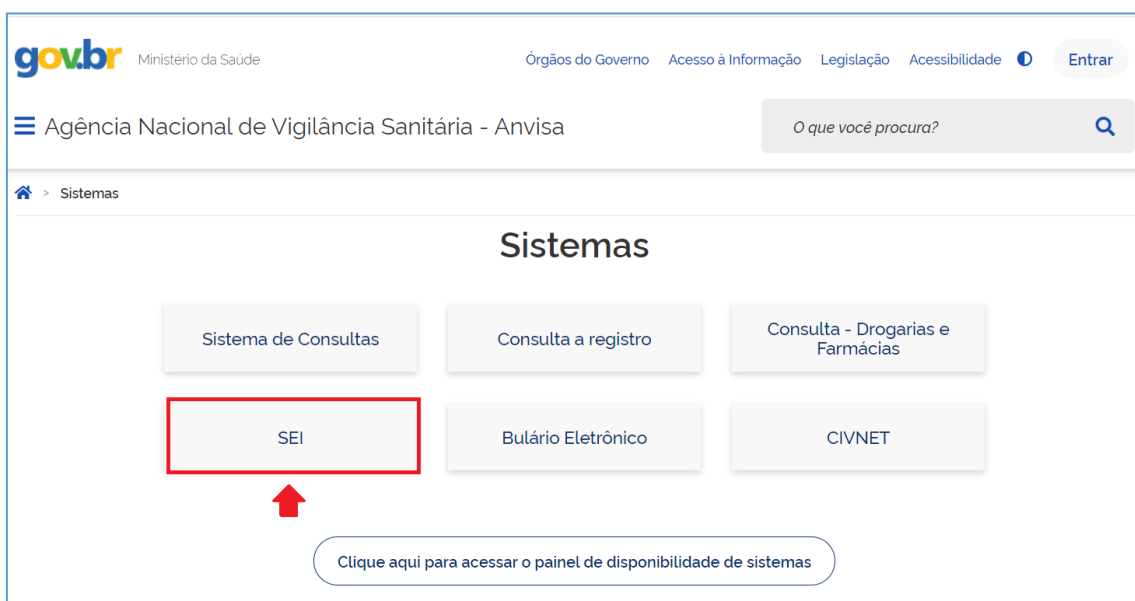 gov.br Ministério da Saúde Órgãos do Governo Acesso à Informação Legislação Acessibilidade Entrar
Agência Nacional de Vigilância Sanitária - Anvisa O que você procura?
> Sistemas
Sistemas
Sistema de Consultas Consulta a registro Consulta - Drogarias e
Farmácias
SEI Bulário Eletrônico CIVNET
Clique aqui para acessar o painel de disponibilidade de sistemas